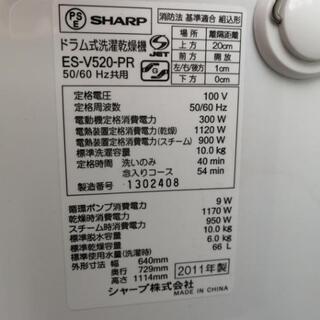 PS
E
SHARP
ドラム式洗濯乾燥機
ES-V520-PR
50/60 Hz共用
S-JET
消防法 基準適合 組込形
場所 離隔距離
上方 20cm
前方 開放
左/右/後方 1cm
下方 0cm
定格電圧 100 V
定格周波数 50/60 Hz
電動機定格消費電力 300 W
電熱装置定格消費電力(乾燥) 1120 W
電熱装置定格消費電力(スチーム) 900 W
標準洗濯容量 10.0 kg
定格時間 洗いのみ 40 min
念入りコース 54 min
製造番号 1302408
循環ポンプ消費電力 9 W
乾燥時消費電力 1170 W
スチーム時消費電力 950 W
標準脱水容量 10.0 kg
標準乾燥容量 6.0 kg
標準使用水量(洗濯時) 66 L
外形寸法 幅 640mm
奥行 729mm
高さ 1114mm
2011年製
シャープ株式会社 MADE IN CHINA